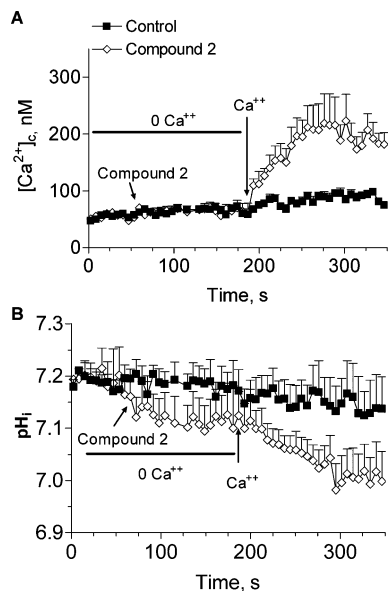 A
Control
Compound 2
[Ca2+]c, nM
300
200
100
0
0 Ca++
Ca++
Compound 2
0 100 200 300
Time, s
B
pHi
7.3
7.2
7.1
7.0
6.9
Compound 2
0 Ca++
Ca++
0 100 200 300
Time, s